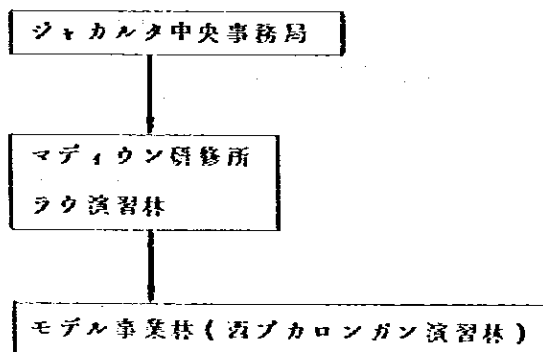 ジャカルタ中央事務局
マディウン研修所
ラウ演習林
モデル事業林(西プカロンガン演習林)